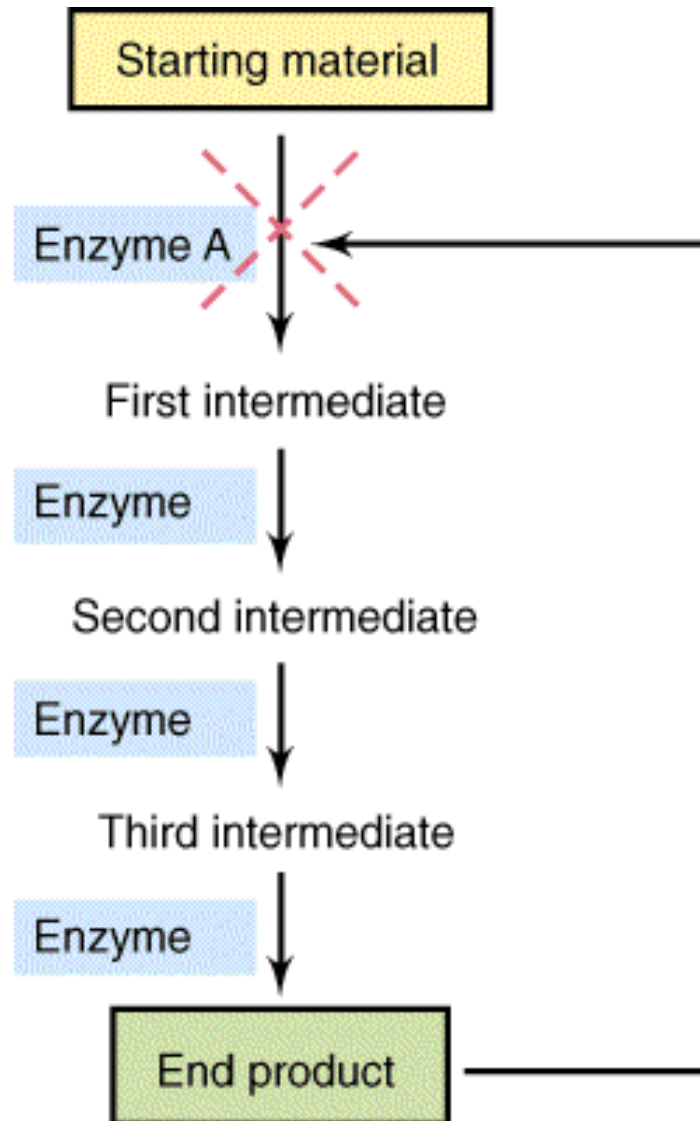 Starting material
Enzyme A
First intermediate
Enzyme
Second intermediate
Enzyme
Third intermediate
Enzyme
End product